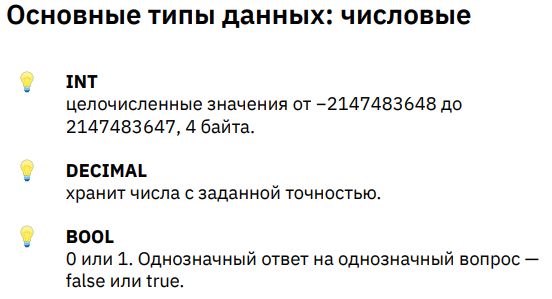 Основные типы данных: числовые
INT
целочисленные значения от −2147483648 до
2147483647, 4 байта.
DECIMAL
хранит числа с заданной точностью.
BOOL
0 или 1. Однозначный ответ на однозначный вопрос —
false или true.